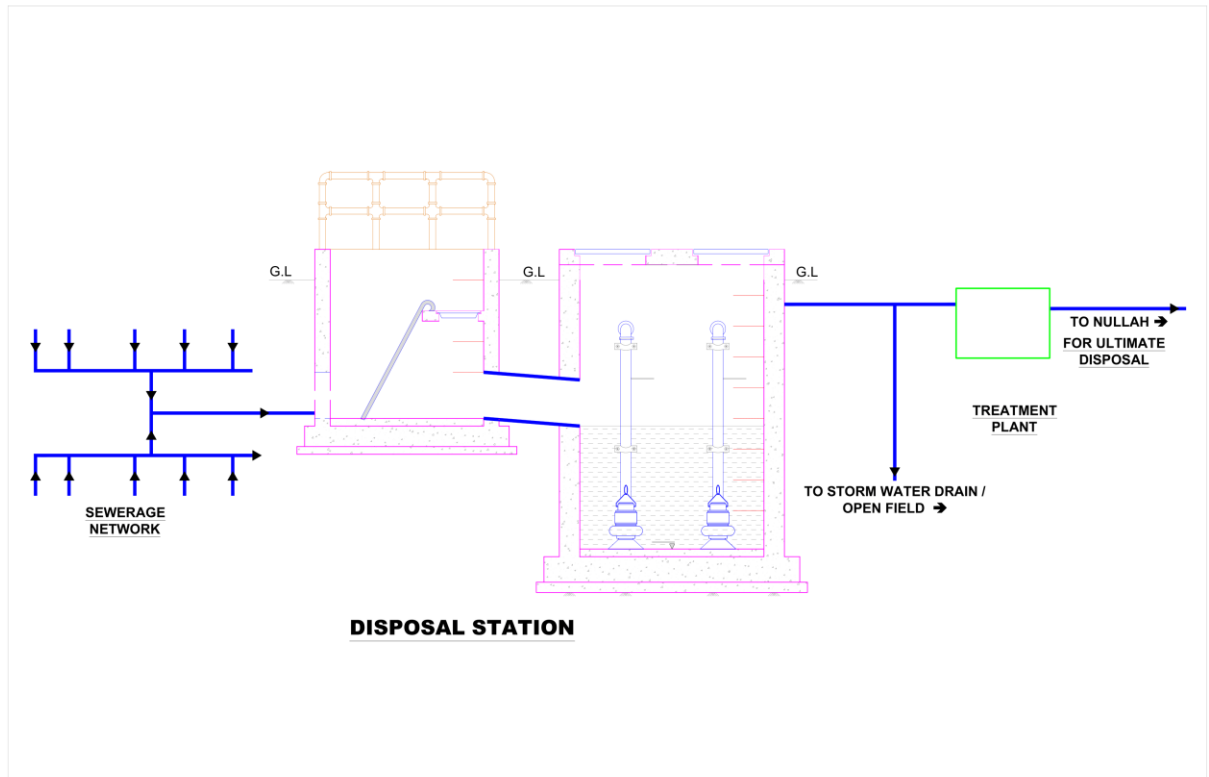 G.L
G.L
G.L
SEWERAGE
NETWORK
TO STORM WATER DRAIN /
OPEN FIELD ➔
TREATMENT
PLANT
TO NULLAH ➔
FOR ULTIMATE
DISPOSAL
DISPOSAL STATION